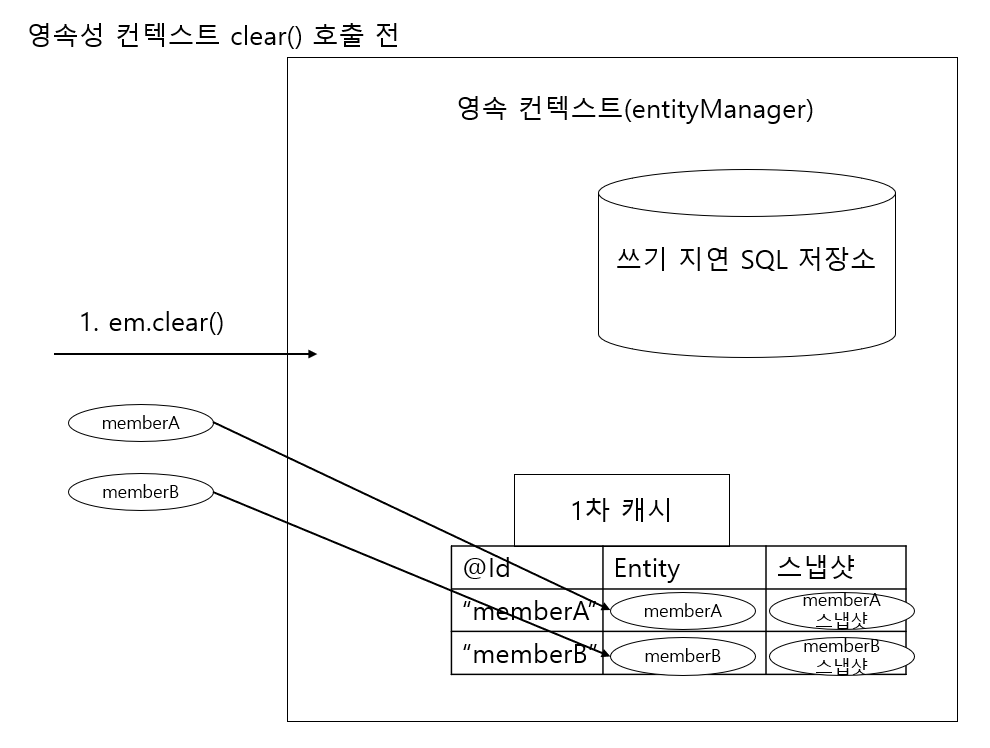 영속성 컨텍스트 clear() 호출 전
영속 컨텍스트(entityManager)
쓰기 지연 SQL 저장소
1. em.clear()
memberA
memberB
1차 캐시
@Id Entity 스냅샷
“memberA” memberA memberA 스냅샷
“memberB” memberB memberB 스냅샷